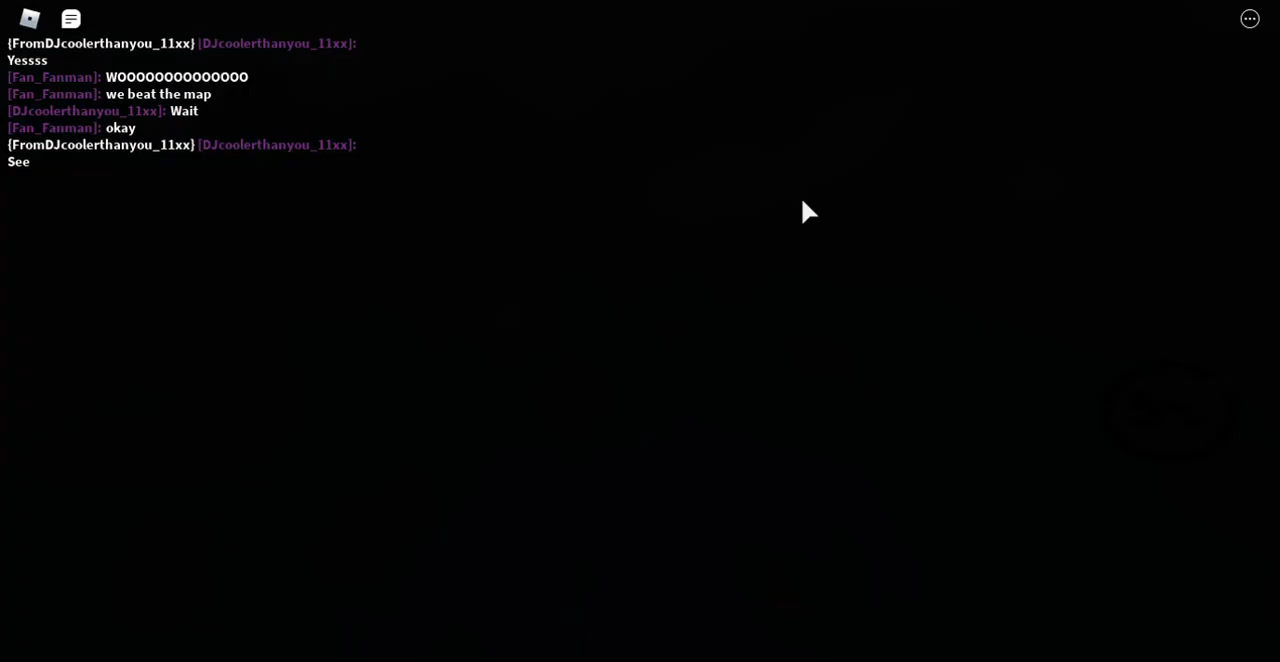 {FromDJcoolerthanyou_11xx} [DJcoolerthanyou_11xx]:
Yessss
[Fan_Fanman]: WOOOOOOOOOOOOOO
[Fan_Fanman]: we beat the map
[DJcoolerthanyou_11xx]: Wait
[Fan_Fanman]: okay
{FromDJcoolerthanyou_11xx} [DJcoolerthanyou_11xx]:
See